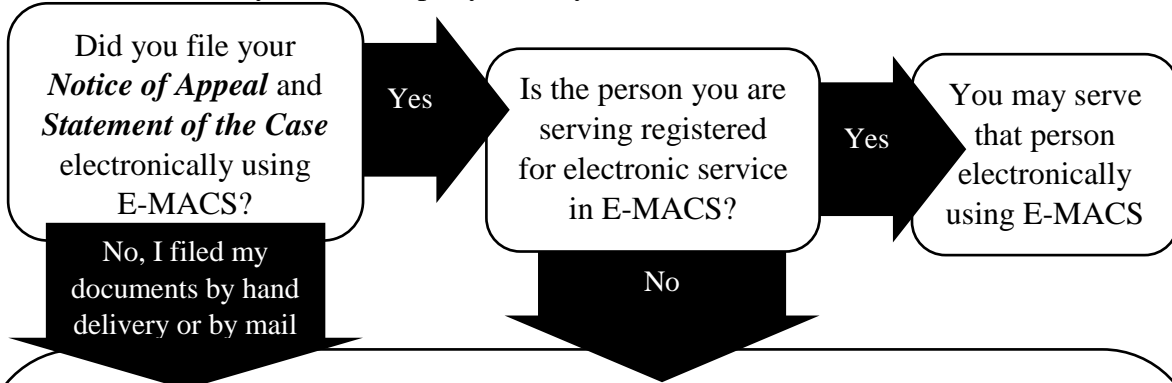 Did you file your
Notice of Appeal and
Statement of the Case
electronically using
E-MACS?
Yes
Is the person you are
serving registered
for electronic service
in E-MACS?
Yes
You may serve
that person
electronically
using E-MACS
No, I filed my
documents by hand
delivery or by mail
No